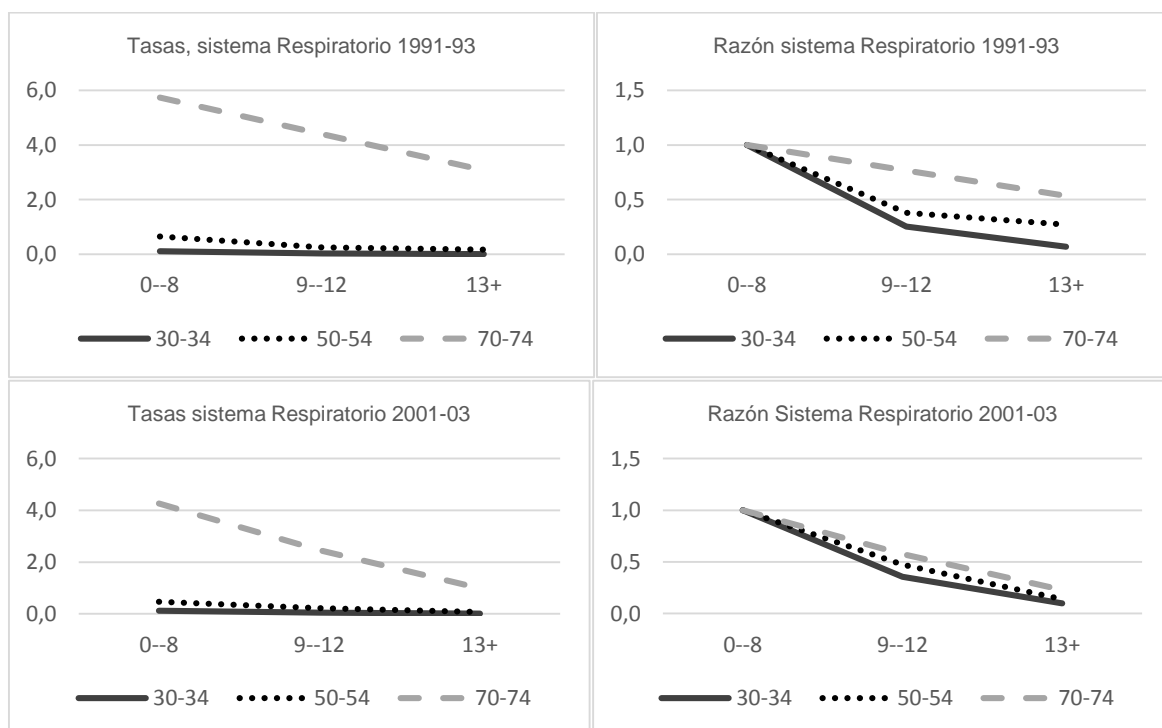 Tasas, sistema Respiratorio 1991-93
6,0
4,0
2,0
0,0
0--8 9--12 13+
30-34 50-54 70-74
Razón sistema Respiratorio 1991-93
1,5
1,0
0,5
0,0
0--8 9--12 13+
30-34 50-54 70-74
Tasas sistema Respiratorio 2001-03
6,0
4,0
2,0
0,0
0--8 9--12 13+
30-34 50-54 70-74
Razón Sistema Respiratorio 2001-03
1,5
1,0
0,5
0,0
0--8 9--12 13+
30-34 50-54 70-74